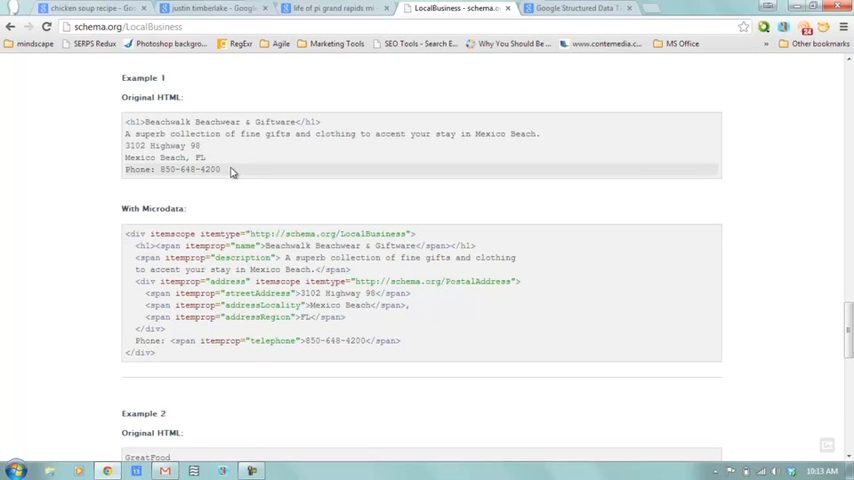 chicken soup recipe - Go
justin timberlake - Google
life of pi grand rapids mi -
LocalBusiness - schema.org
Google Structured Data T
schema.org/LocalBusiness
mindscape
SERPS Redux
Photoshop backgroup...
RegExr
Agile
Marketing Tools
SEO Tools - Search E...
Why You Should Be ...
www.contemedia.c...
MS Office
»
Other bookmarks
Example 1
Original HTML:
<h1>Beachwalk Beachwear & Giftware</h1>
A superb collection of fine gifts and clothing to accent your stay in Mexico Beach.
3102 Highway 98
Mexico Beach, FL
Phone: 850-648-4200
With Microdata:
<div itemscope itemtype="http://schema.org/LocalBusiness">
<h1><span itemprop="name">Beachwalk Beachwear & Giftware</span></h1>
<span itemprop="description"> A superb collection of fine gifts and clothing
to accent your stay in Mexico Beach.</span>
<div itemprop="address" itemscope itemtype="http://schema.org/PostalAddress">
<span itemprop="streetAddress">3102 Highway 98</span>
<span itemprop="addressLocality">Mexico Beach</span>,
<span itemprop="addressRegion">FL</span>
</div>
Phone: <span itemprop="telephone">850-648-4200</span>
</div>
Example 2
Original HTML:
GreatFood
10:13 AM